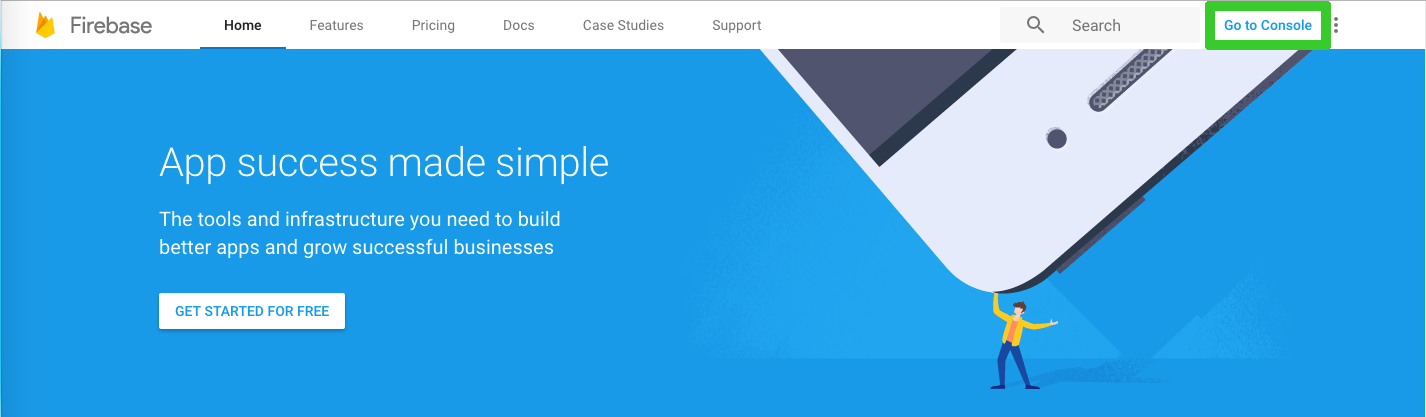 Firebase
Home
Features
Pricing
Docs
Case Studies
Support
Search
Go to Console
App success made simple
The tools and infrastructure you need to build
better apps and grow successful businesses
GET STARTED FOR FREE